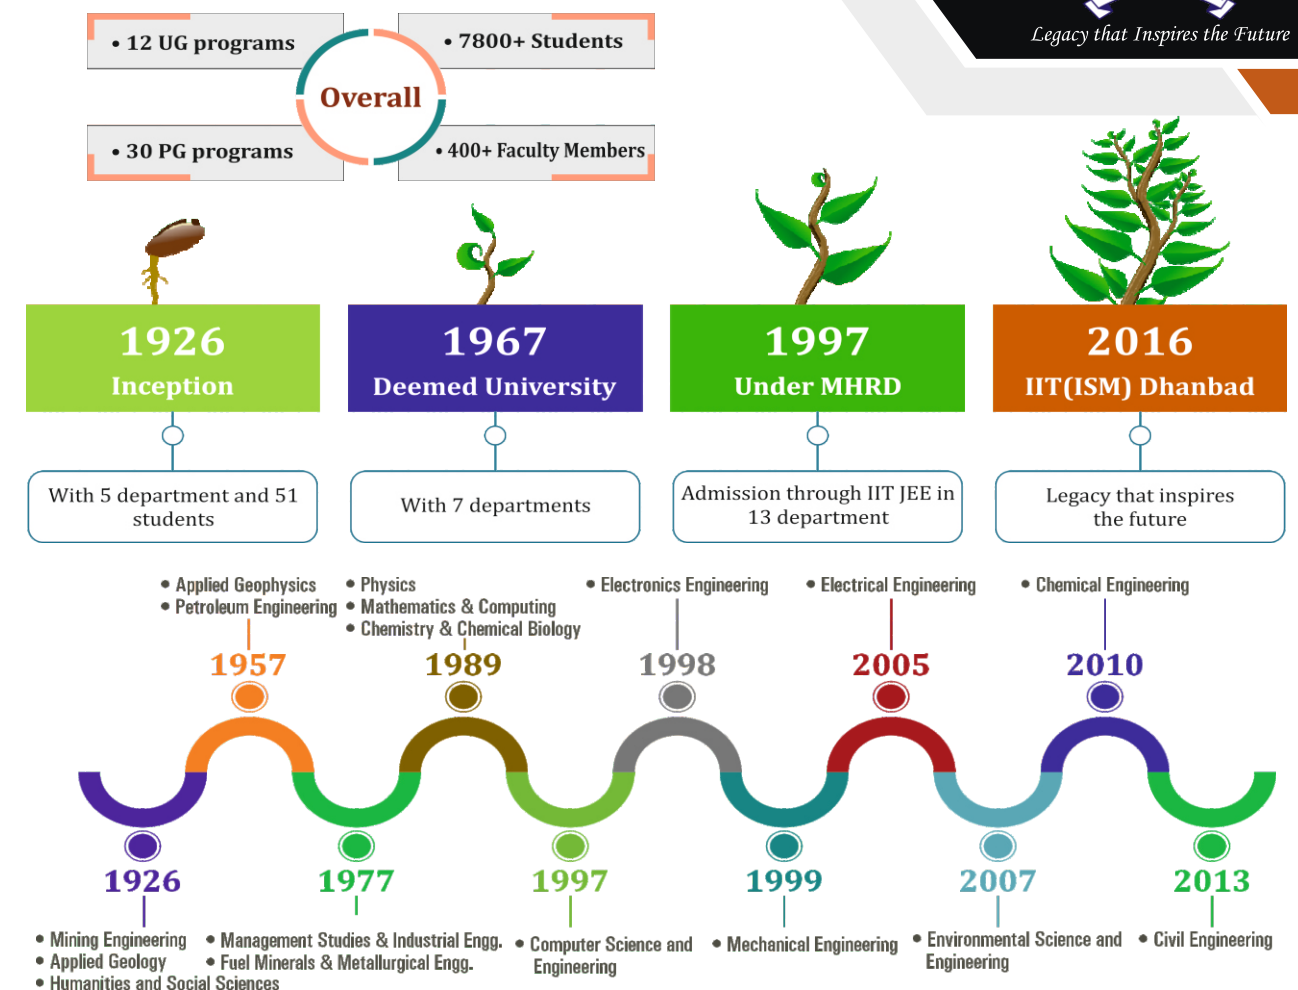 Legacy that Inspires the Future
• 12 UG programs
• 7800+ Students
Overall
• 30 PG programs
• 400+ Faculty Members
1926
Inception
1967
Deemed University
1997
Under MHRD
2016
IIT(ISM) Dhanbad
With 5 department and 51
students
With 7 departments
Admission through IIT JEE in
13 department
Legacy that inspires
the future
• Applied Geophysics
• Petroleum Engineering
1957
• Physics
• Mathematics & Computing
• Chemistry & Chemical Biology
1989
• Electronics Engineering
1998
• Electrical Engineering
2005
• Chemical Engineering
2010
1926
• Mining Engineering
• Applied Geology
• Humanities and Social Sciences
1977
• Management Studies & Industrial Engg.
• Fuel Minerals & Metallurgical Engg.
1997
• Computer Science and
Engineering
1999
• Mechanical Engineering
2007
• Environmental Science and
Engineering
2013
• Civil Engineering